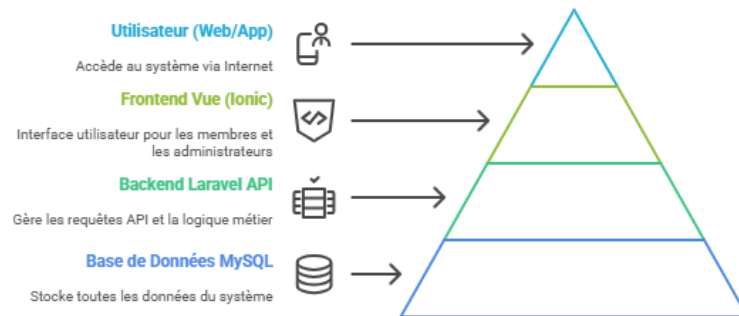 Utilisateur (Web/App)
Accède au système via Internet
Frontend Vue (Ionic)
Interface utilisateur pour les membres et
les administrateurs
Backend Laravel API
Gère les requêtes API et la logique métier
Base de Données MySQL
Stocke toutes les données du système